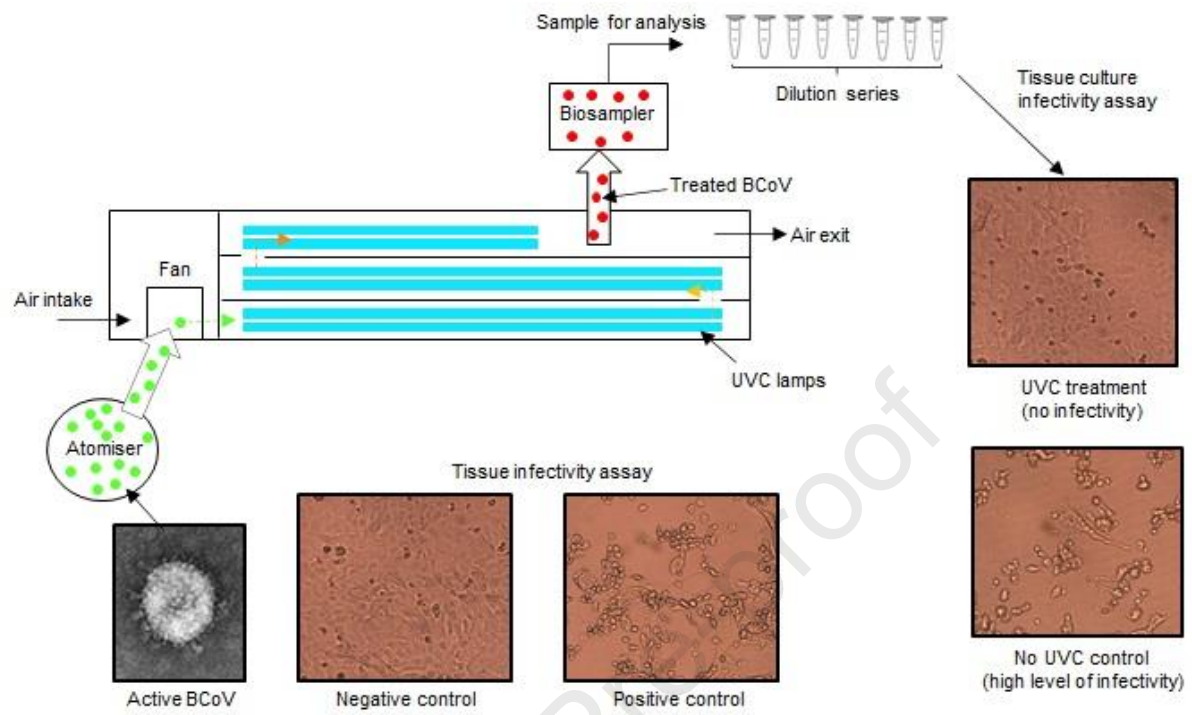 Sample for analysis
Dilution series
Tissue culture
infectivity assay
Biosampler
Treated BCoV
Air exit
Fan
Air intake
UVC lamps
UVC treatment
(no infectivity)
Atomiser
Tissue infectivity assay
Active BCoV
Negative control
Positive control
No UVC control
(high level of infectivity)